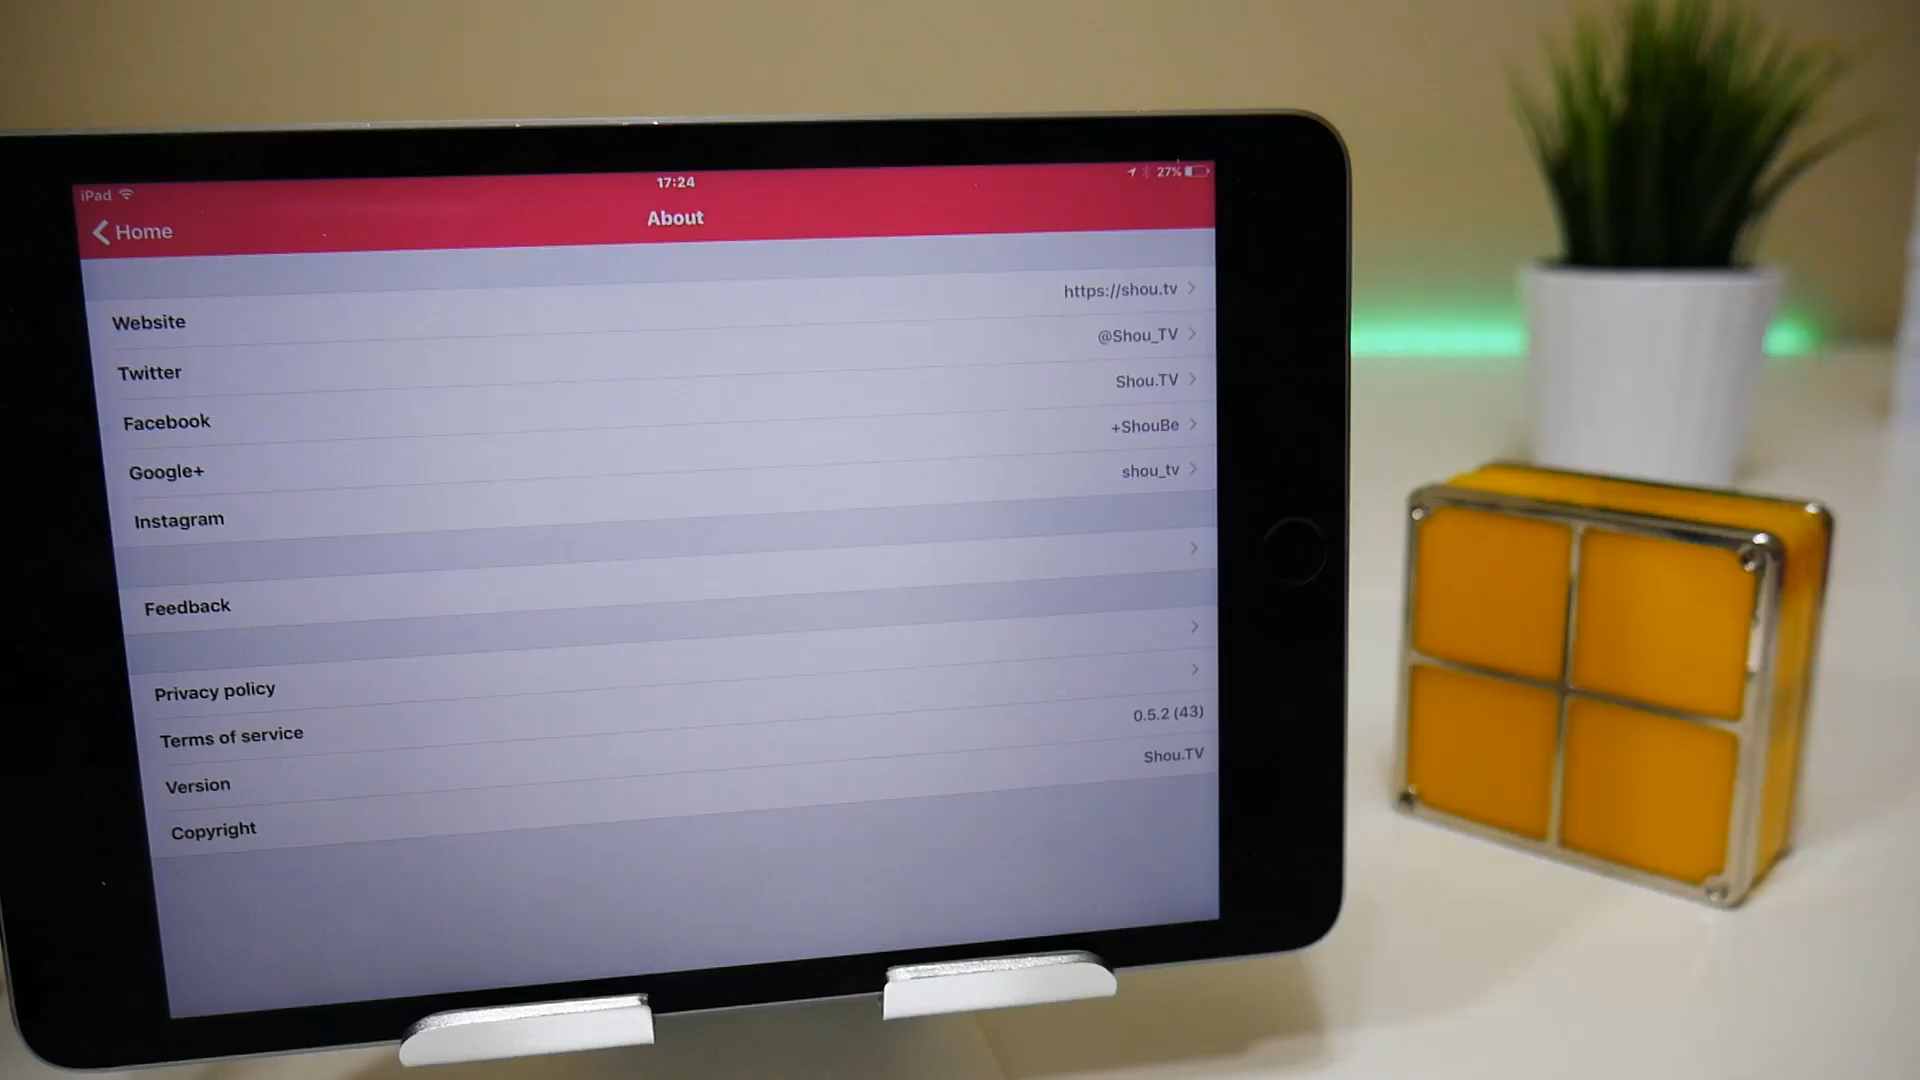 iPad 17:24 27%
Home About
Website https://shou.tv
Twitter @Shou_TV
Facebook Shou.TV
Google+ +ShouBe
Instagram shou_tv
Feedback
Privacy policy
Terms of service
Version 0.5.2 (43)
Copyright Shou.TV